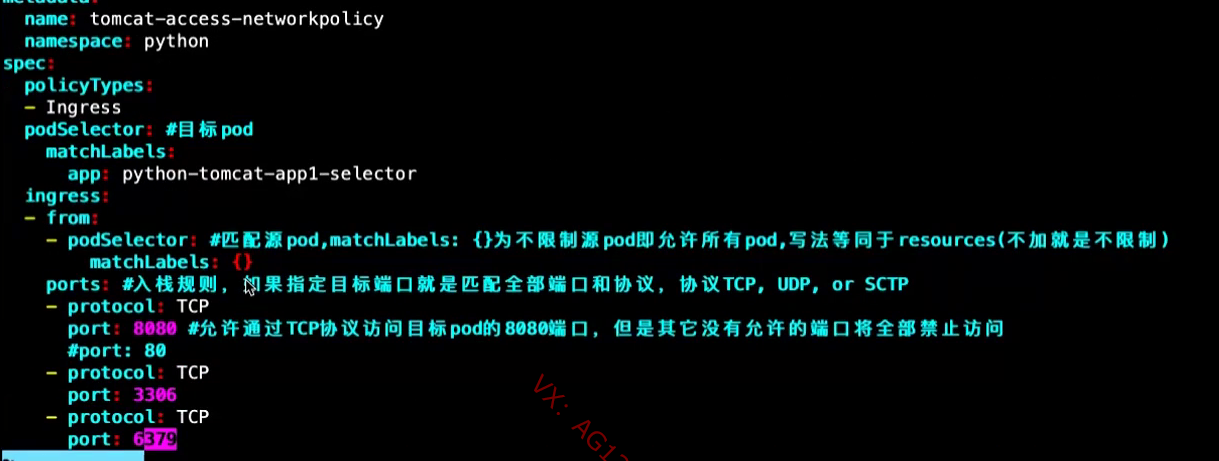 metadata:
  name: tomcat-access-networkpolicy
  namespace: python
spec:
  policyTypes:
  - Ingress
  podSelector: #目标pod
    matchLabels:
      app: python-tomcat-app1-selector
  ingress:
  - from:
    - podSelector: #匹配源pod,matchLabels: {}为不限制源pod即允许所有pod,写法等同于resources(不加就是不限制)
        matchLabels: {}
    ports: #入栈规则，如果指定目标端口就是匹配全部端口和协议，协议TCP, UDP, or SCTP
    - protocol: TCP
      port: 8080 #允许通过TCP协议访问目标pod的8080端口，但是其它没有允许的端口将全部禁止访问
      #port: 80
    - protocol: TCP
      port: 3306
    - protocol: TCP
      port: 6379
VX: AG12